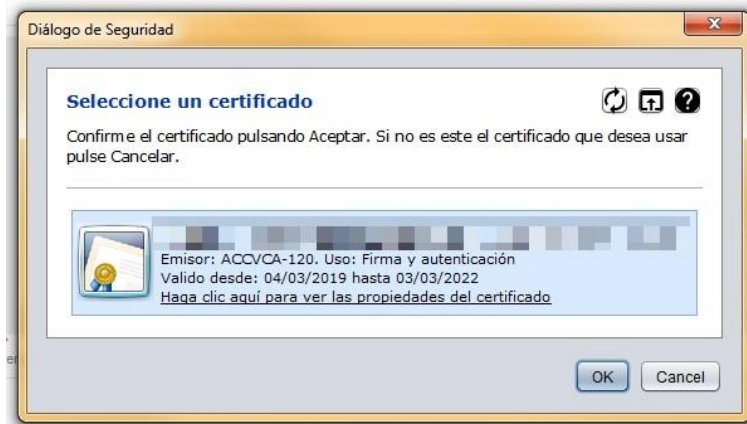 Diálogo de Seguridad
Seleccione un certificado
Confirme el certificado pulsando Aceptar. Si no es este el certificado que desea usar
pulse Cancelar.
Emisor: ACCVCA-120. Uso: Firma y autenticación
Valido desde: 04/03/2019 hasta 03/03/2022
Haga clic aquí para ver las propiedades del certificado
OK
Cancel